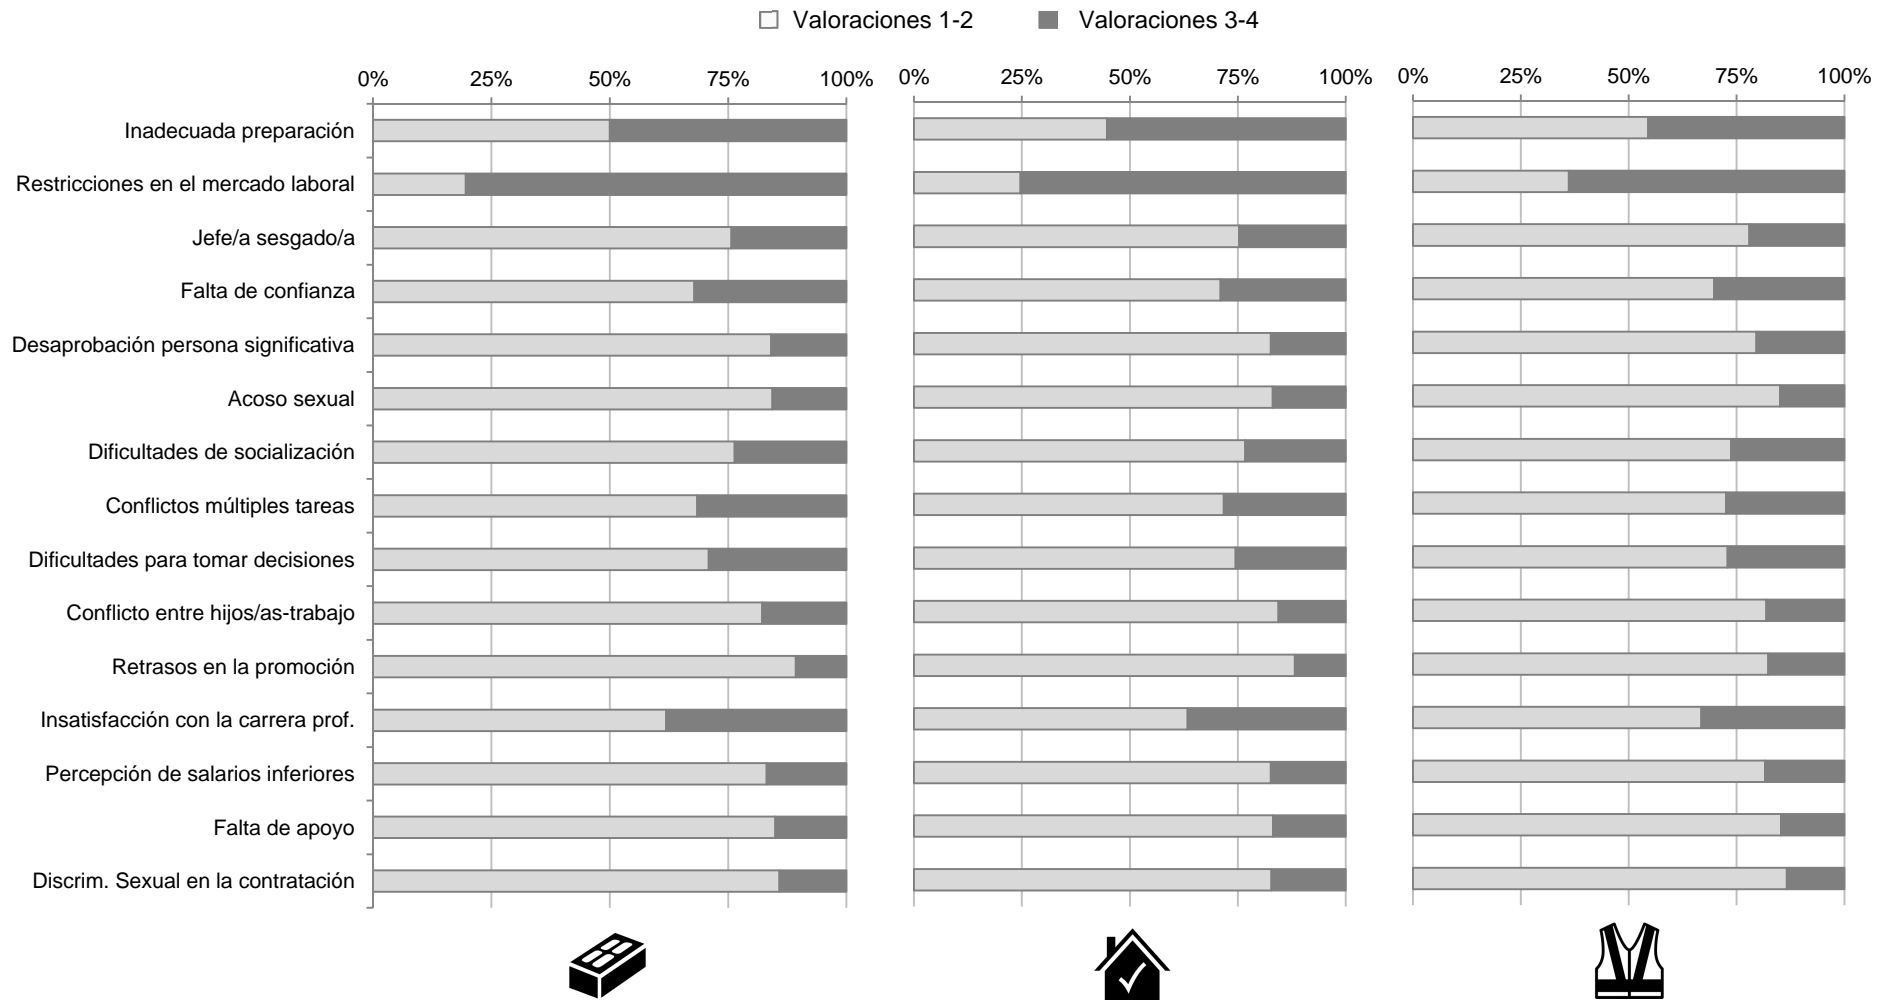 Valoraciones 1-2 Valoraciones 3-4
0% 25% 50% 75% 100% 0% 25% 50% 75% 100% 0% 25% 50% 75% 100%
Inadecuada preparación
Restricciones en el mercado laboral
Jefe/a sesgado/a
Falta de confianza
Desaprobación persona significativa
Acoso sexual
Dificultades de socialización
Conflictos múltiples tareas
Dificultades para tomar decisiones
Conflicto entre hijos/as-trabajo
Retrasos en la promoción
Insatisfacción con la carrera prof.
Percepción de salarios inferiores
Falta de apoyo
Discrim. Sexual en la contratación